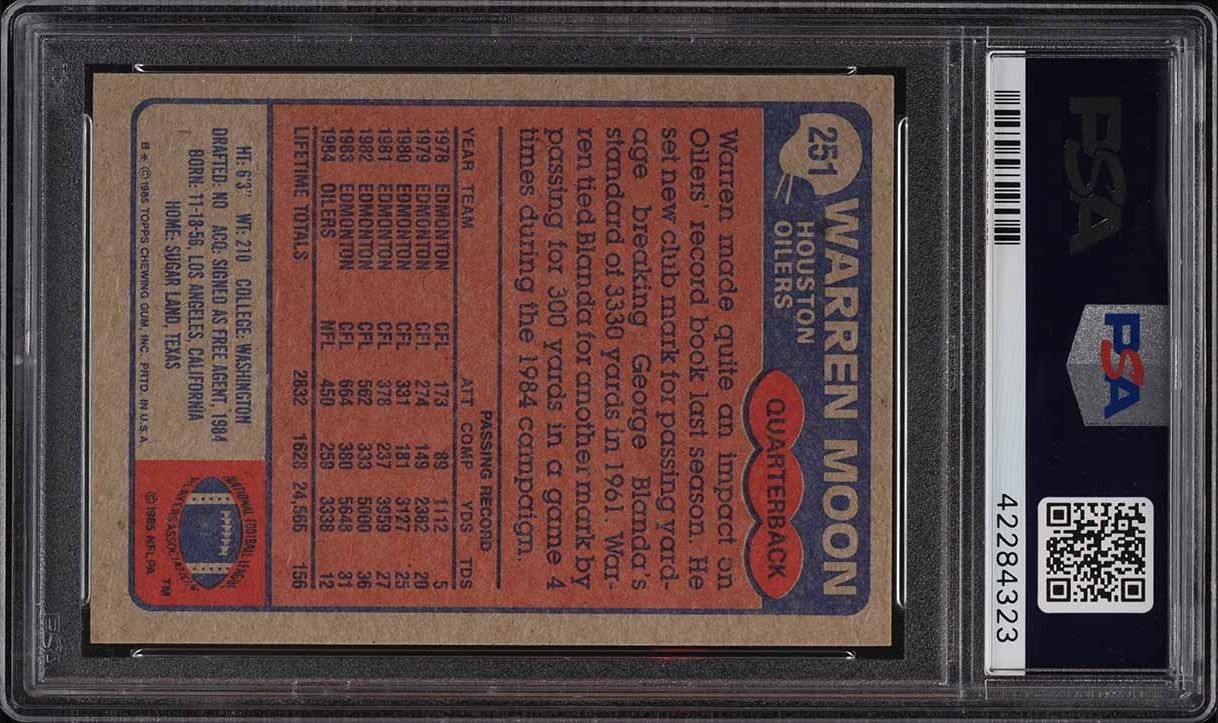 PSA
PSA
42284323
251
WARREN MOON
HOUSTON
OILERS
QUARTERBACK
Warren made quite an impact on
Oilers' record book last season. He
set new club mark for passing yard-
age breaking George Blanda's
standard of 3330 yards in 1961. War-
ren tied Blanda for another mark by
passing for 300 yards in a game 4
times during the 1984 campaign.
PASSING RECORD
YEAR TEAM ATT COMP YDS TDS
1978 EDMONTON CFL 173 89 1112 5
1979 EDMONTON CFL 274 149 2382 20
1980 EDMONTON CFL 331 181 3127 25
1981 EDMONTON CFL 378 237 3959 27
1982 EDMONTON CFL 562 333 5000 36
1983 EDMONTON CFL 664 380 5648 31
1984 OILERS NFL 450 259 3338 12
LIFETIME TOTALS 2832 1628 24,566 156
HT: 6'3" WT: 210 COLLEGE: WASHINGTON
DRAFTED: NO ACQ: SIGNED AS FREE AGENT, 1984
BORN: 11-18-56, LOS ANGELES, CALIFORNIA
HOME: SUGAR LAND, TEXAS
B * © 1985 TOPPS CHEWING GUM, INC. PRTD. IN U.S.A.
NATIONAL FOOTBALL LEAGUE
PLAYERS ASSOCIATION
TM
© 1985 NFLPA
PSA